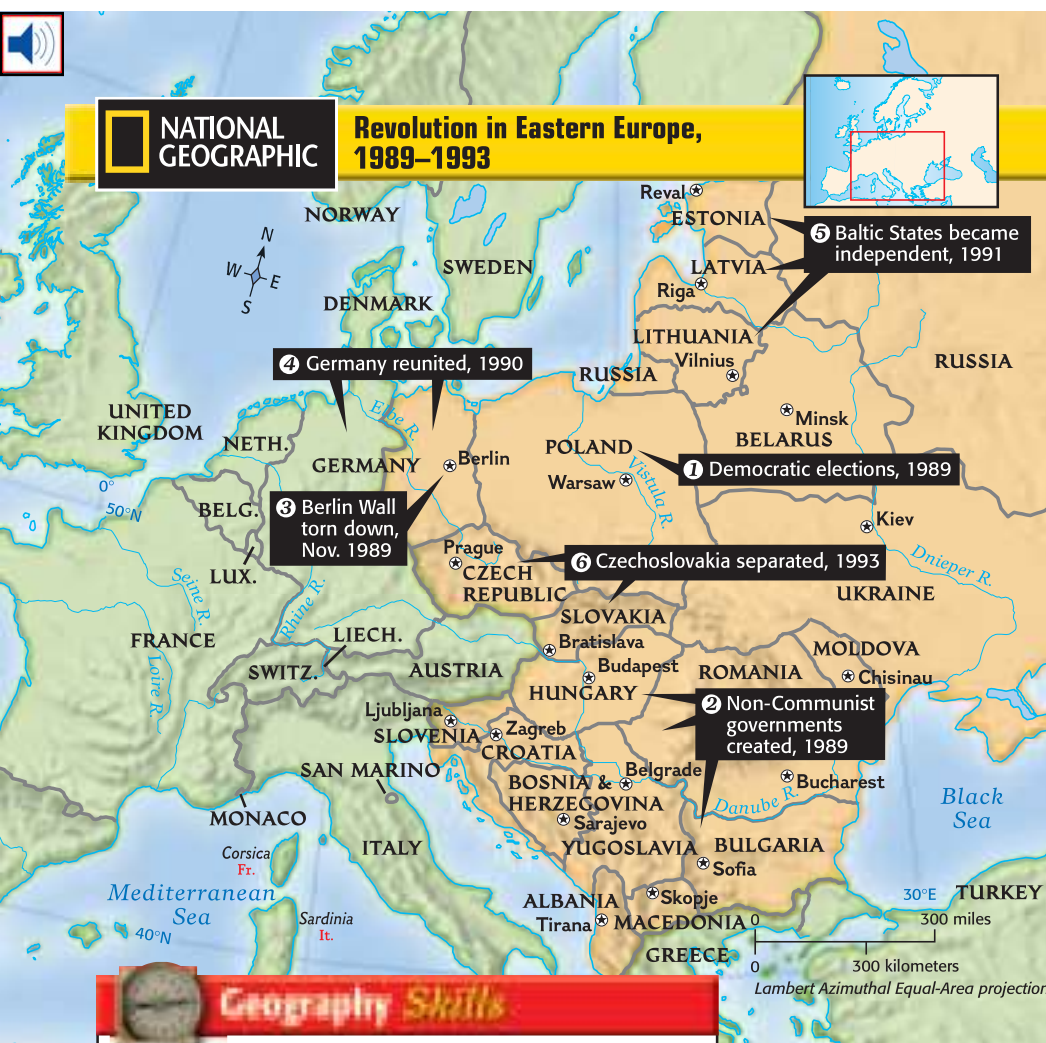 NATIONAL
GEOGRAPHIC
Revolution in Eastern Europe,
1989–1993
Reval
ESTONIA
NORWAY
N
W
E
S
SWEDEN
5 Baltic States became
independent, 1991
LATVIA
Riga
DENMARK
LITHUANIA
Vilnius
RUSSIA
RUSSIA
4 Germany reunited, 1990
UNITED
KINGDOM
NETH.
Elbe R.
Minsk
BELARUS
POLAND
GERMANY
Berlin
1 Democratic elections, 1989
Warsaw
Vistula R.
0°
50°N
BELG.
3 Berlin Wall
torn down,
Nov. 1989
Kiev
Dnieper R.
Prague
CZECH
REPUBLIC
6 Czechoslovakia separated, 1993
LUX.
Seine R.
Rhine R.
UKRAINE
SLOVAKIA
FRANCE
LIECH.
Bratislava
MOLDOVA
Loire R.
SWITZ.
AUSTRIA
Budapest
HUNGARY
ROMANIA
Chisinau
2 Non-Communist
governments
created, 1989
Ljubljana
SLOVENIA
Zagreb
CROATIA
SAN MARINO
BOSNIA &
HERZEGOVINA
Belgrade
Bucharest
Danube R.
Black
Sea
MONACO
Sarajevo
ITALY
YUGOSLAVIA
BULGARIA
Sofia
Corsica
Fr.
Mediterranean
Sea
Sardinia
It.
40°N
ALBANIA
Tirana
Skopje
MACEDONIA
30°E
TURKEY
GREECE
0
300 miles
0
300 kilometers
Lambert Azimuthal Equal-Area projection
Geography Skills